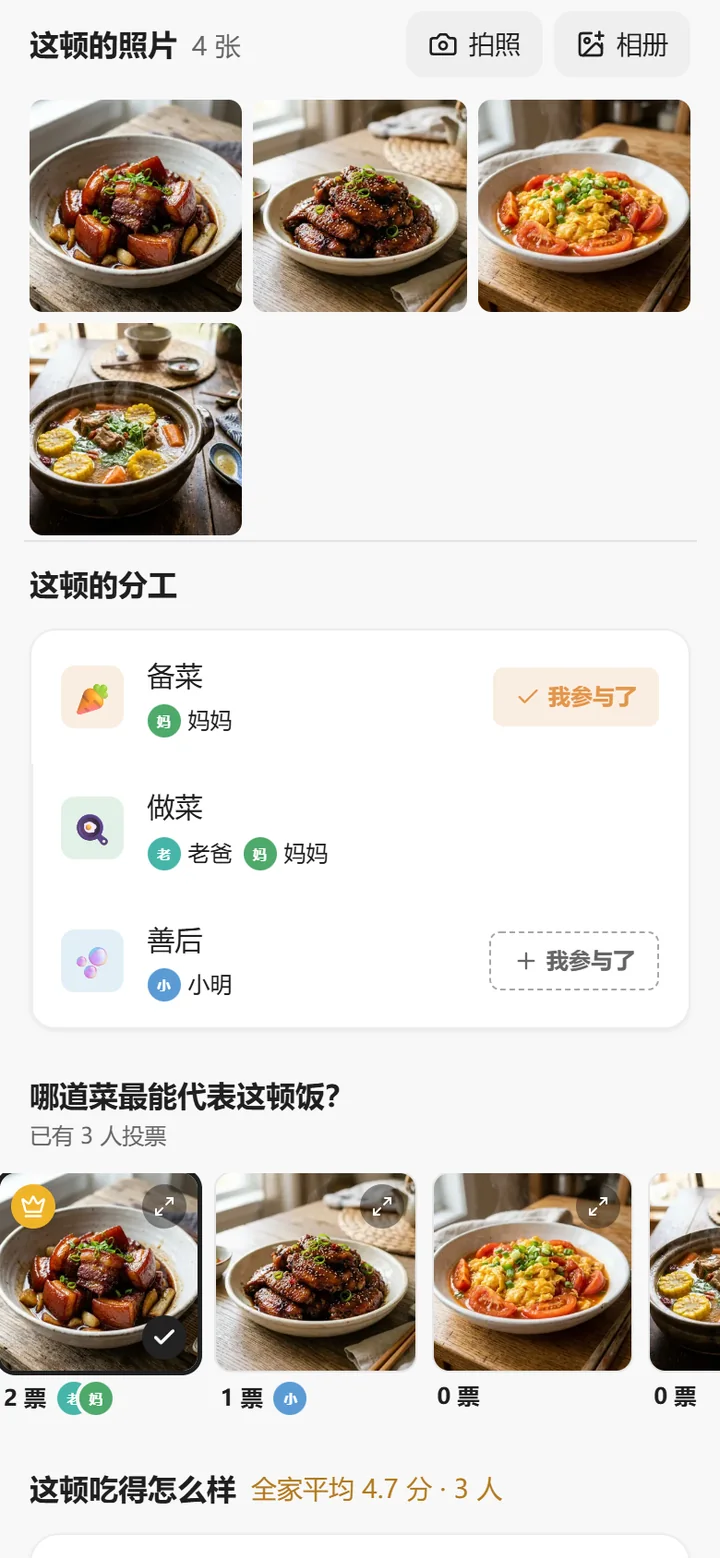 这顿的照片 4 张
拍照 相册
这顿的分工
备菜
妈 妈妈
我参与了
做菜
老 老爸 妈 妈妈
善后
小 小明
我参与了
哪道菜最能代表这顿饭?
已有 3 人投票
2 票 老 妈
1 票 小
0 票
0 票
这顿吃得怎么样 全家平均 4.7 分 · 3 人